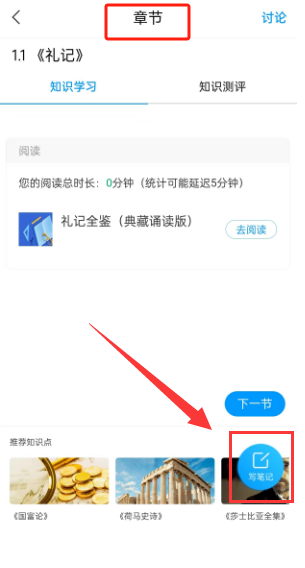 章节
讨论
1.1 《礼记》
知识学习
知识测评
阅读
您的阅读总时长：0分钟（统计可能延迟5分钟）
礼记全鉴（典藏诵读版）
去阅读
下一节
推荐知识点
写笔记
《国富论》
《荷马史诗》
《莎士比亚全集》